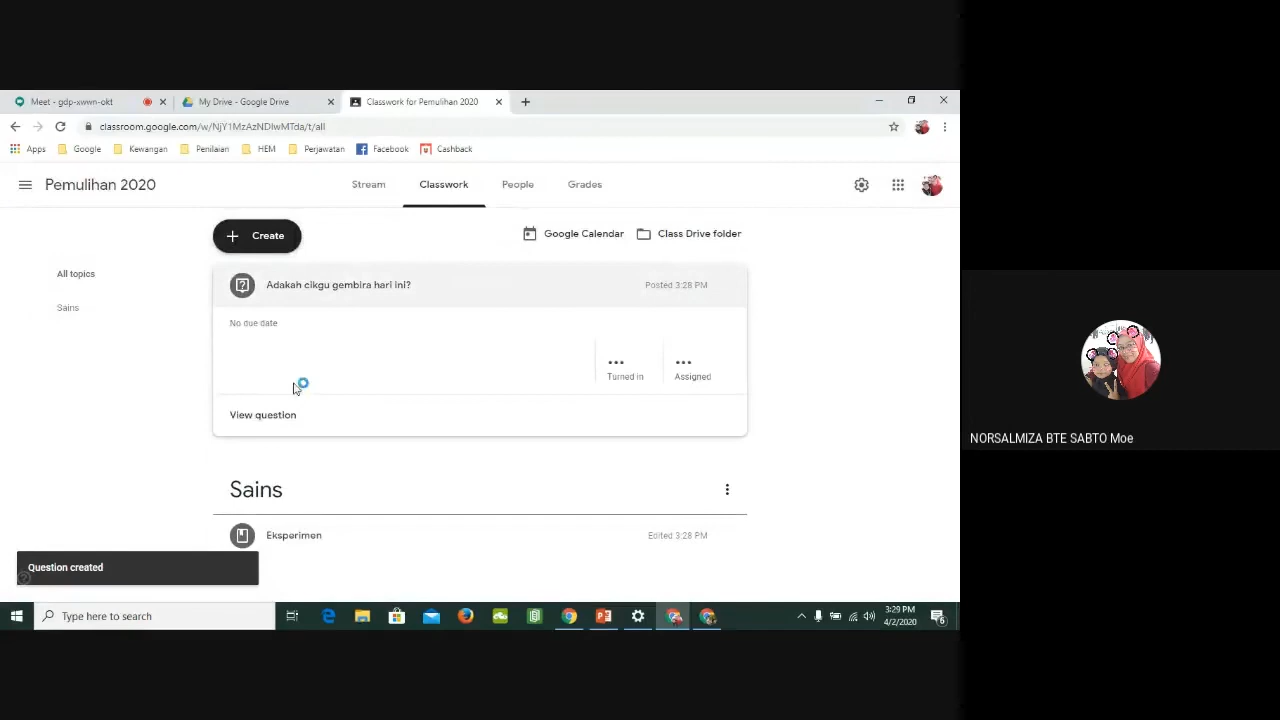 Meet - gdp-xwwn-okt
My Drive - Google Drive
Classwork for Pemulihan 2020
classroom.google.com/w/NjY1MzAzNDIwMTda/t/all
Apps Google Kewangan Penilaian HEM Perjawatan Facebook Cashback
Pemulihan 2020
Stream Classwork People Grades
Create
Google Calendar Class Drive folder
All topics
Sains
Adakah cikgu gembira hari ini? Posted 3:28 PM
No due date
Turned in Assigned
View question
Sains
Eksperimen Edited 3:28 PM
Question created
Type here to search
3:29 PM
4/2/2020
6
NORSALMIZA BTE SABTO Moe